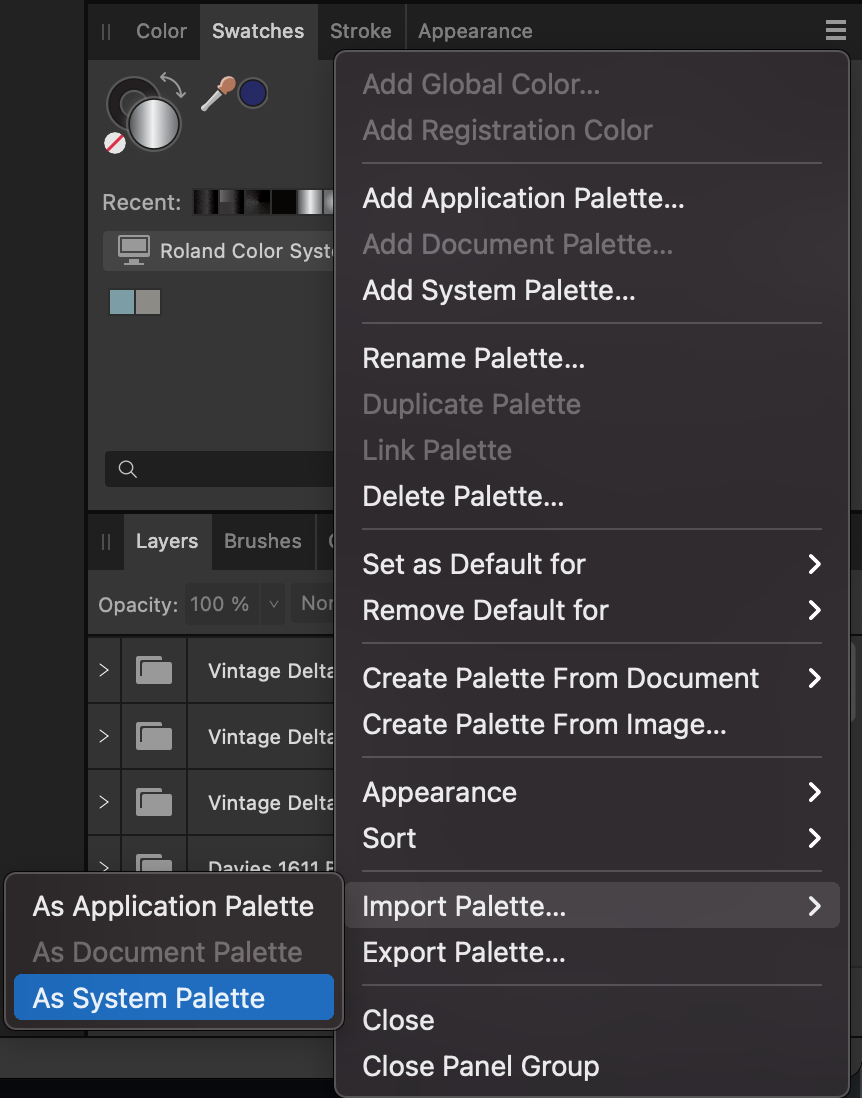 Color
Swatches
Stroke
Appearance
Add Global Color...
Add Registration Color
Add Application Palette...
Add Document Palette...
Add System Palette...
Recent:
Roland Color Syst
Rename Palette...
Duplicate Palette
Link Palette
Delete Palette...
Set as Default for
Remove Default for
Create Palette From Document
Create Palette From Image...
Appearance
Sort
Import Palette...
Export Palette...
Close
Close Panel Group
Layers
Brushes
Opacity: 100 %
Nor
Vintage Delta
Vintage Delta
Vintage Delta
Davies 1611
As Application Palette
As Document Palette
As System Palette